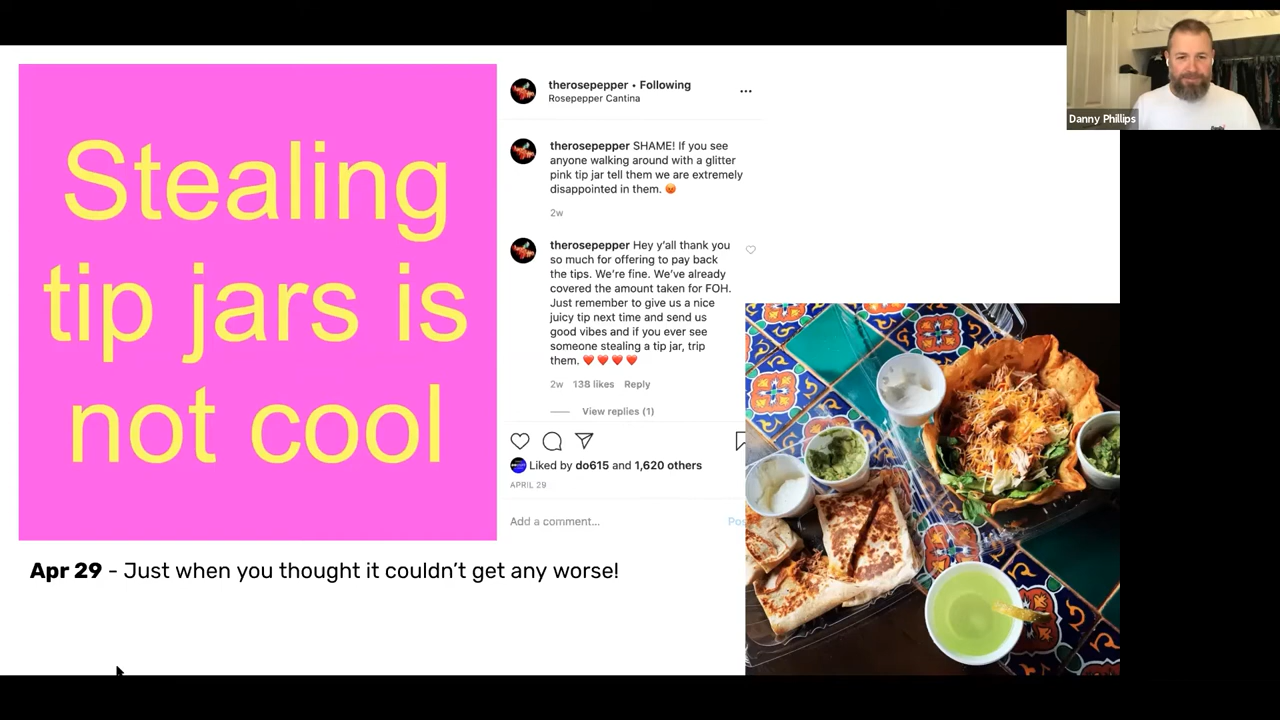 Stealing
tip jars is
not cool
therosepepper • Following
Rosepepper Cantina
therosepepper SHAME! If you see
anyone walking around with a glitter
pink tip jar tell them we are extremely
disappointed in them. 😡
2w
therosepepper Hey y'all thank you
so much for offering to pay back
the tips. We're fine. We've already
covered the amount taken for FOH.
Just remember to give us a nice
juicy tip next time and send us
good vibes and if you ever see
someone stealing a tip jar, trip
them. ❤️❤️❤️❤️
2w 138 likes Reply
View replies (1)
Liked by do615 and 1,620 others
APRIL 29
Add a comment...
Apr 29 - Just when you thought it couldn't get any worse!
Danny Phillips